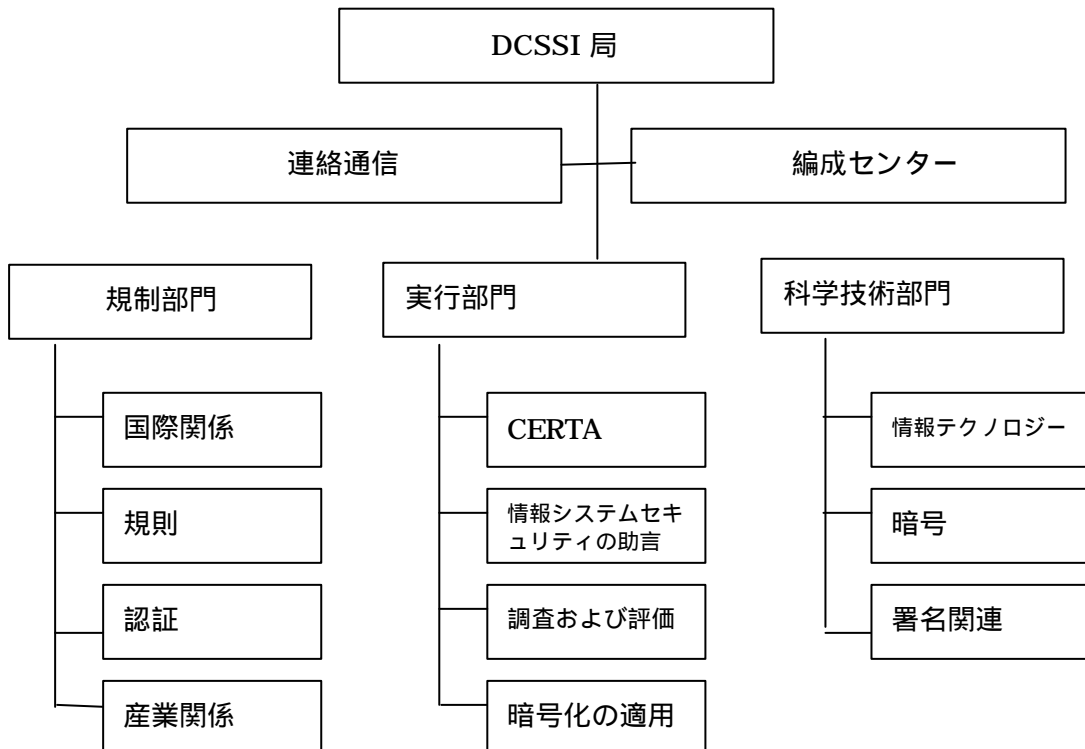 DCSSI 局
連絡通信
編成センター
規制部門
実行部門
科学技術部門
国際関係
CERTA
情報テクノロジー
規則
情報システムセキ
ュリティの助言
暗号
認証
調査および評価
署名関連
産業関係
暗号化の適用